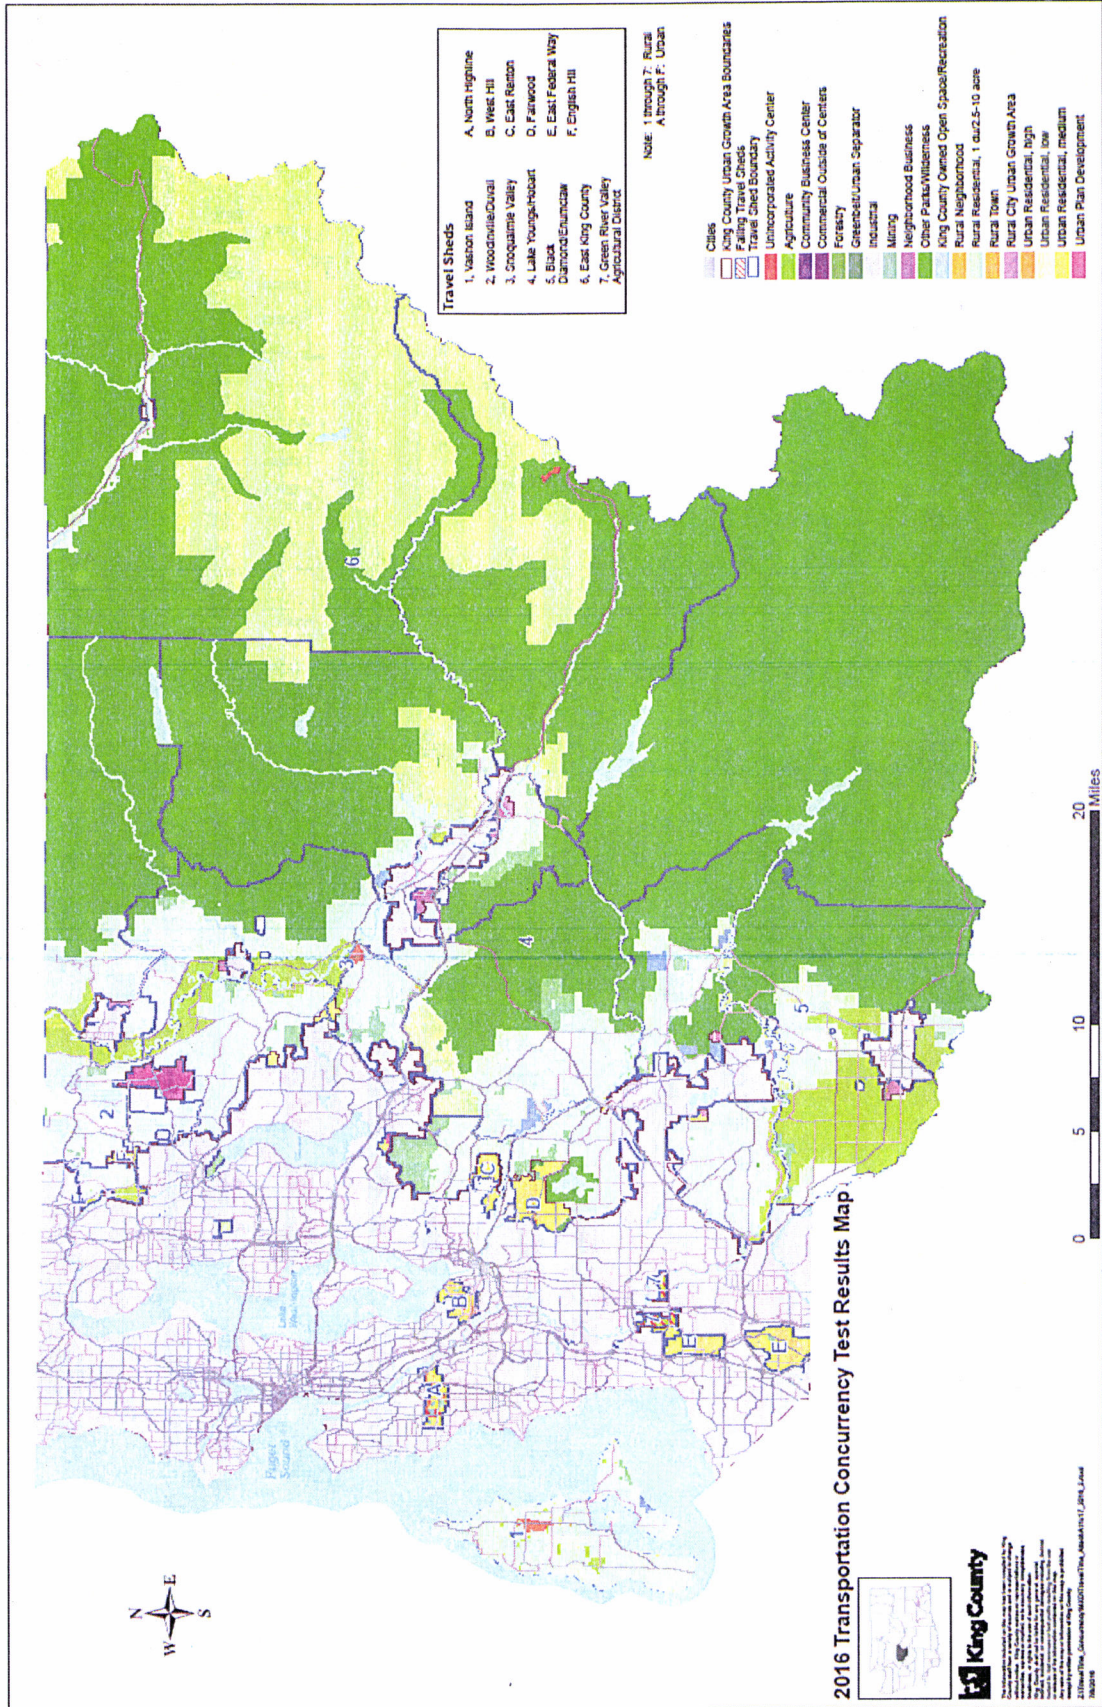 2016 Transportation Concurrency Test Results Map
N
W
E
S
Puget
Sound
Lake
Washington
1
2
3
4
5
6
7
A
B
C
D
E
E
F
Travel Sheds
1. Vashon Island
2. Woodinville/Duvall
3. Snoqualmie Valley
4. Lake Youngs/Hobart
5. Black
Diamond/Enumclaw
6. East King County
7. Green River Valley
Agricultural District
A. North Highline
B. West Hill
C. East Renton
D. Fairwood
E. East Federal Way
F. English Hill
Note: 1 through 7: Rural
A through F: Urban
Cities
King County Urban Growth Area Boundaries
Failing Travel Sheds
Travel Shed Boundary
Unincorporated Activity Center
Agriculture
Community Business Center
Commercial Outside of Centers
Forestry
Greenbelt/Urban Separator
Industrial
Mining
Neighborhood Business
Other Parks/Wilderness
King County Owned Open Space/Recreation
Rural Neighborhood
Rural Residential, 1 du/2.5-10 acre
Rural Town
Rural City Urban Growth Area
Urban Residential, high
Urban Residential, low
Urban Residential, medium
Urban Plan Development
0
5
10
20
Miles
King County